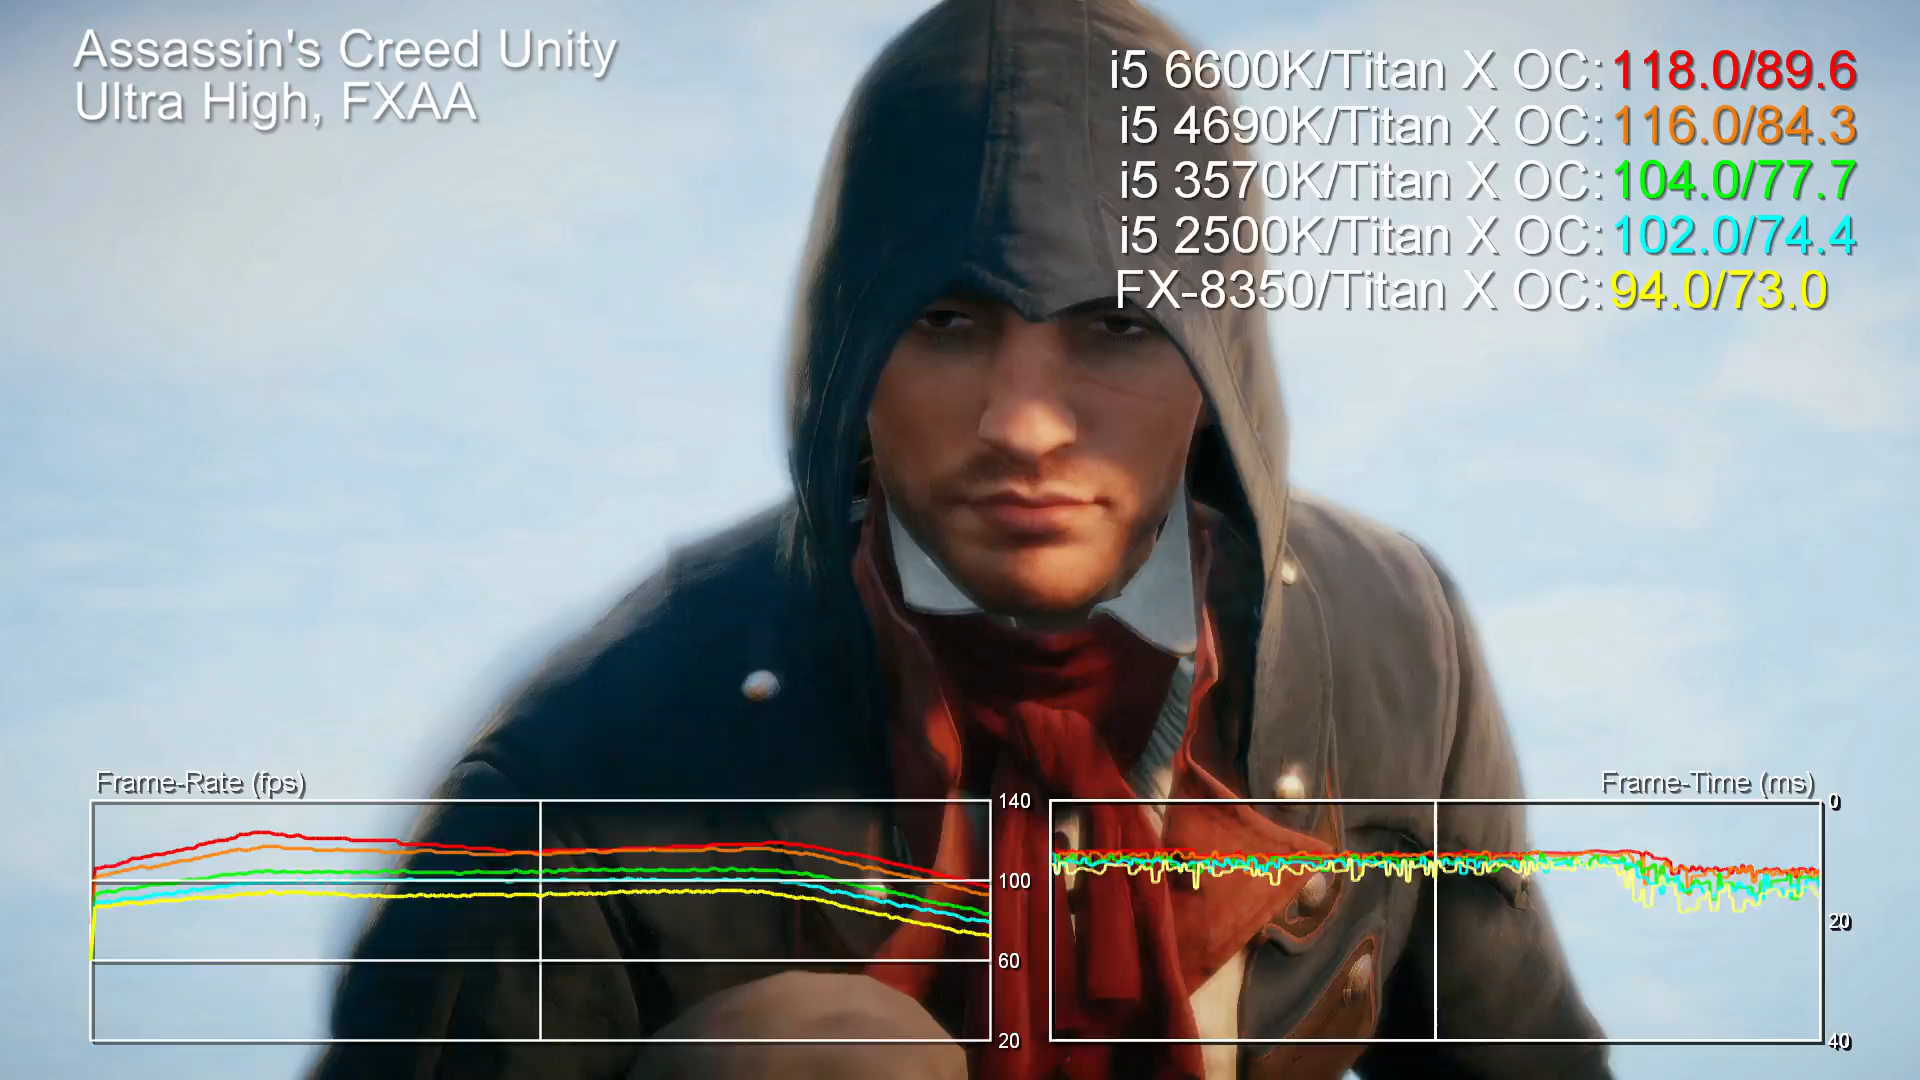 Assassin's Creed Unity
Ultra High, FXAA
i5 6600K/Titan X OC:118.0/89.6
i5 4690K/Titan X OC:116.0/84.3
i5 3570K/Titan X OC:104.0/77.7
i5 2500K/Titan X OC:102.0/74.4
FX-8350/Titan X OC:94.0/73.0
Frame-Rate (fps)
140
100
60
20
Frame-Time (ms)
0
20
40